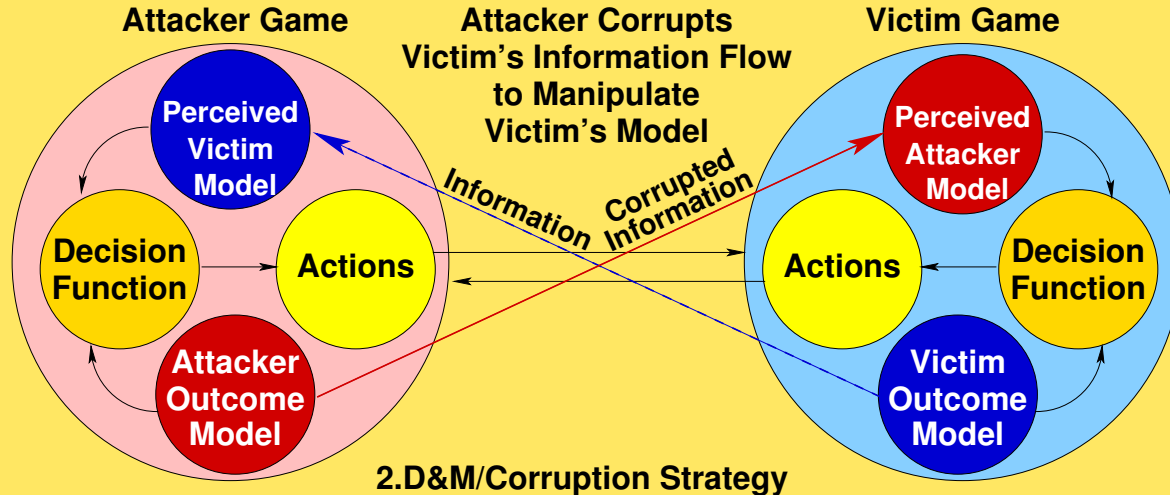 Attacker Game
Attacker Corrupts
Victim's Information Flow
to Manipulate
Victim's Model
Victim Game
Perceived
Victim
Model
Decision
Function
Actions
Attacker
Outcome
Model
Information
Corrupted
Information
Perceived
Attacker
Model
Actions
Decision
Function
Victim
Outcome
Model
2.D&M/Corruption Strategy